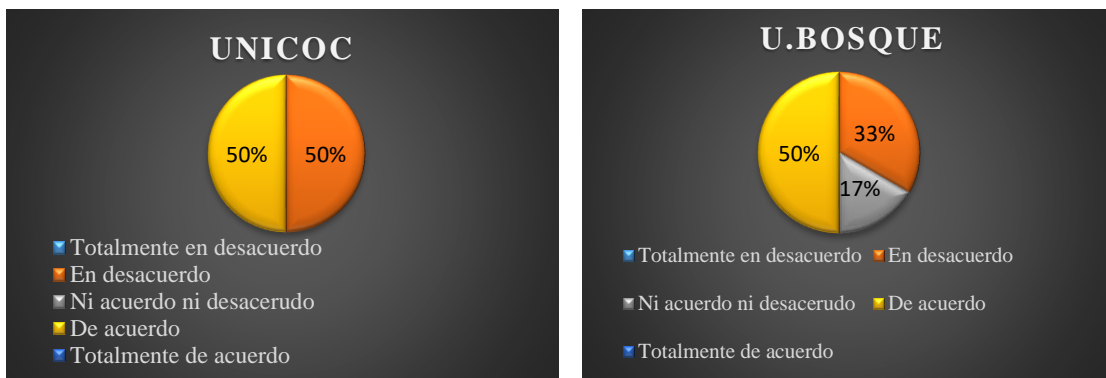 UNICOC
50% 50%
Totalmente en desacuerdo
En desacuerdo
Ni acuerdo ni desacerudo
De acuerdo
Totalmente de acuerdo
U.BOSQUE
33%
50%
17%
Totalmente en desacuerdo En desacuerdo
Ni acuerdo ni desacerudo De acuerdo
Totalmente de acuerdo